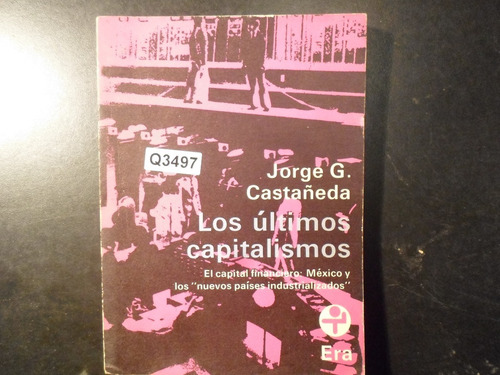 Q3497
Jorge G.
Castañeda
Los últimos
capitalismos
El capital financiero: México y
los "nuevos países industrializados"
Era